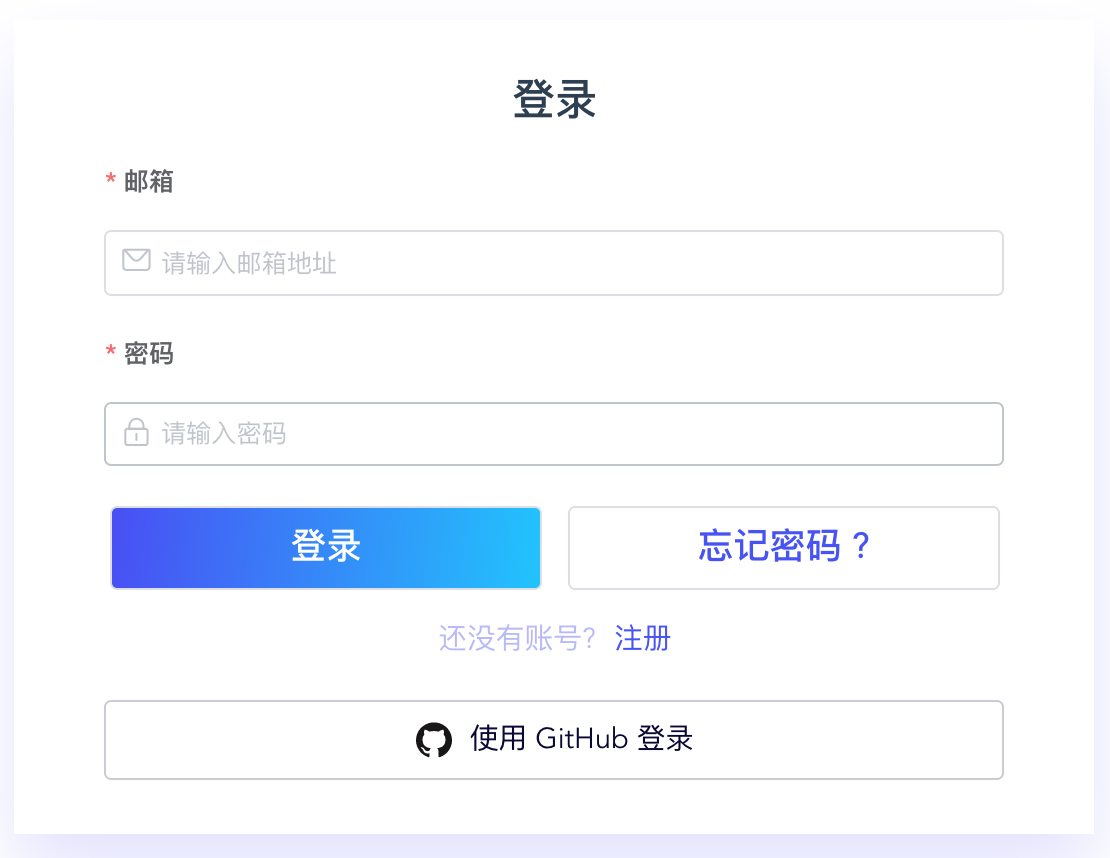 登录
* 邮箱
请输入邮箱地址
* 密码
请输入密码
登录 忘记密码？
还没有账号？ 注册
使用 GitHub 登录